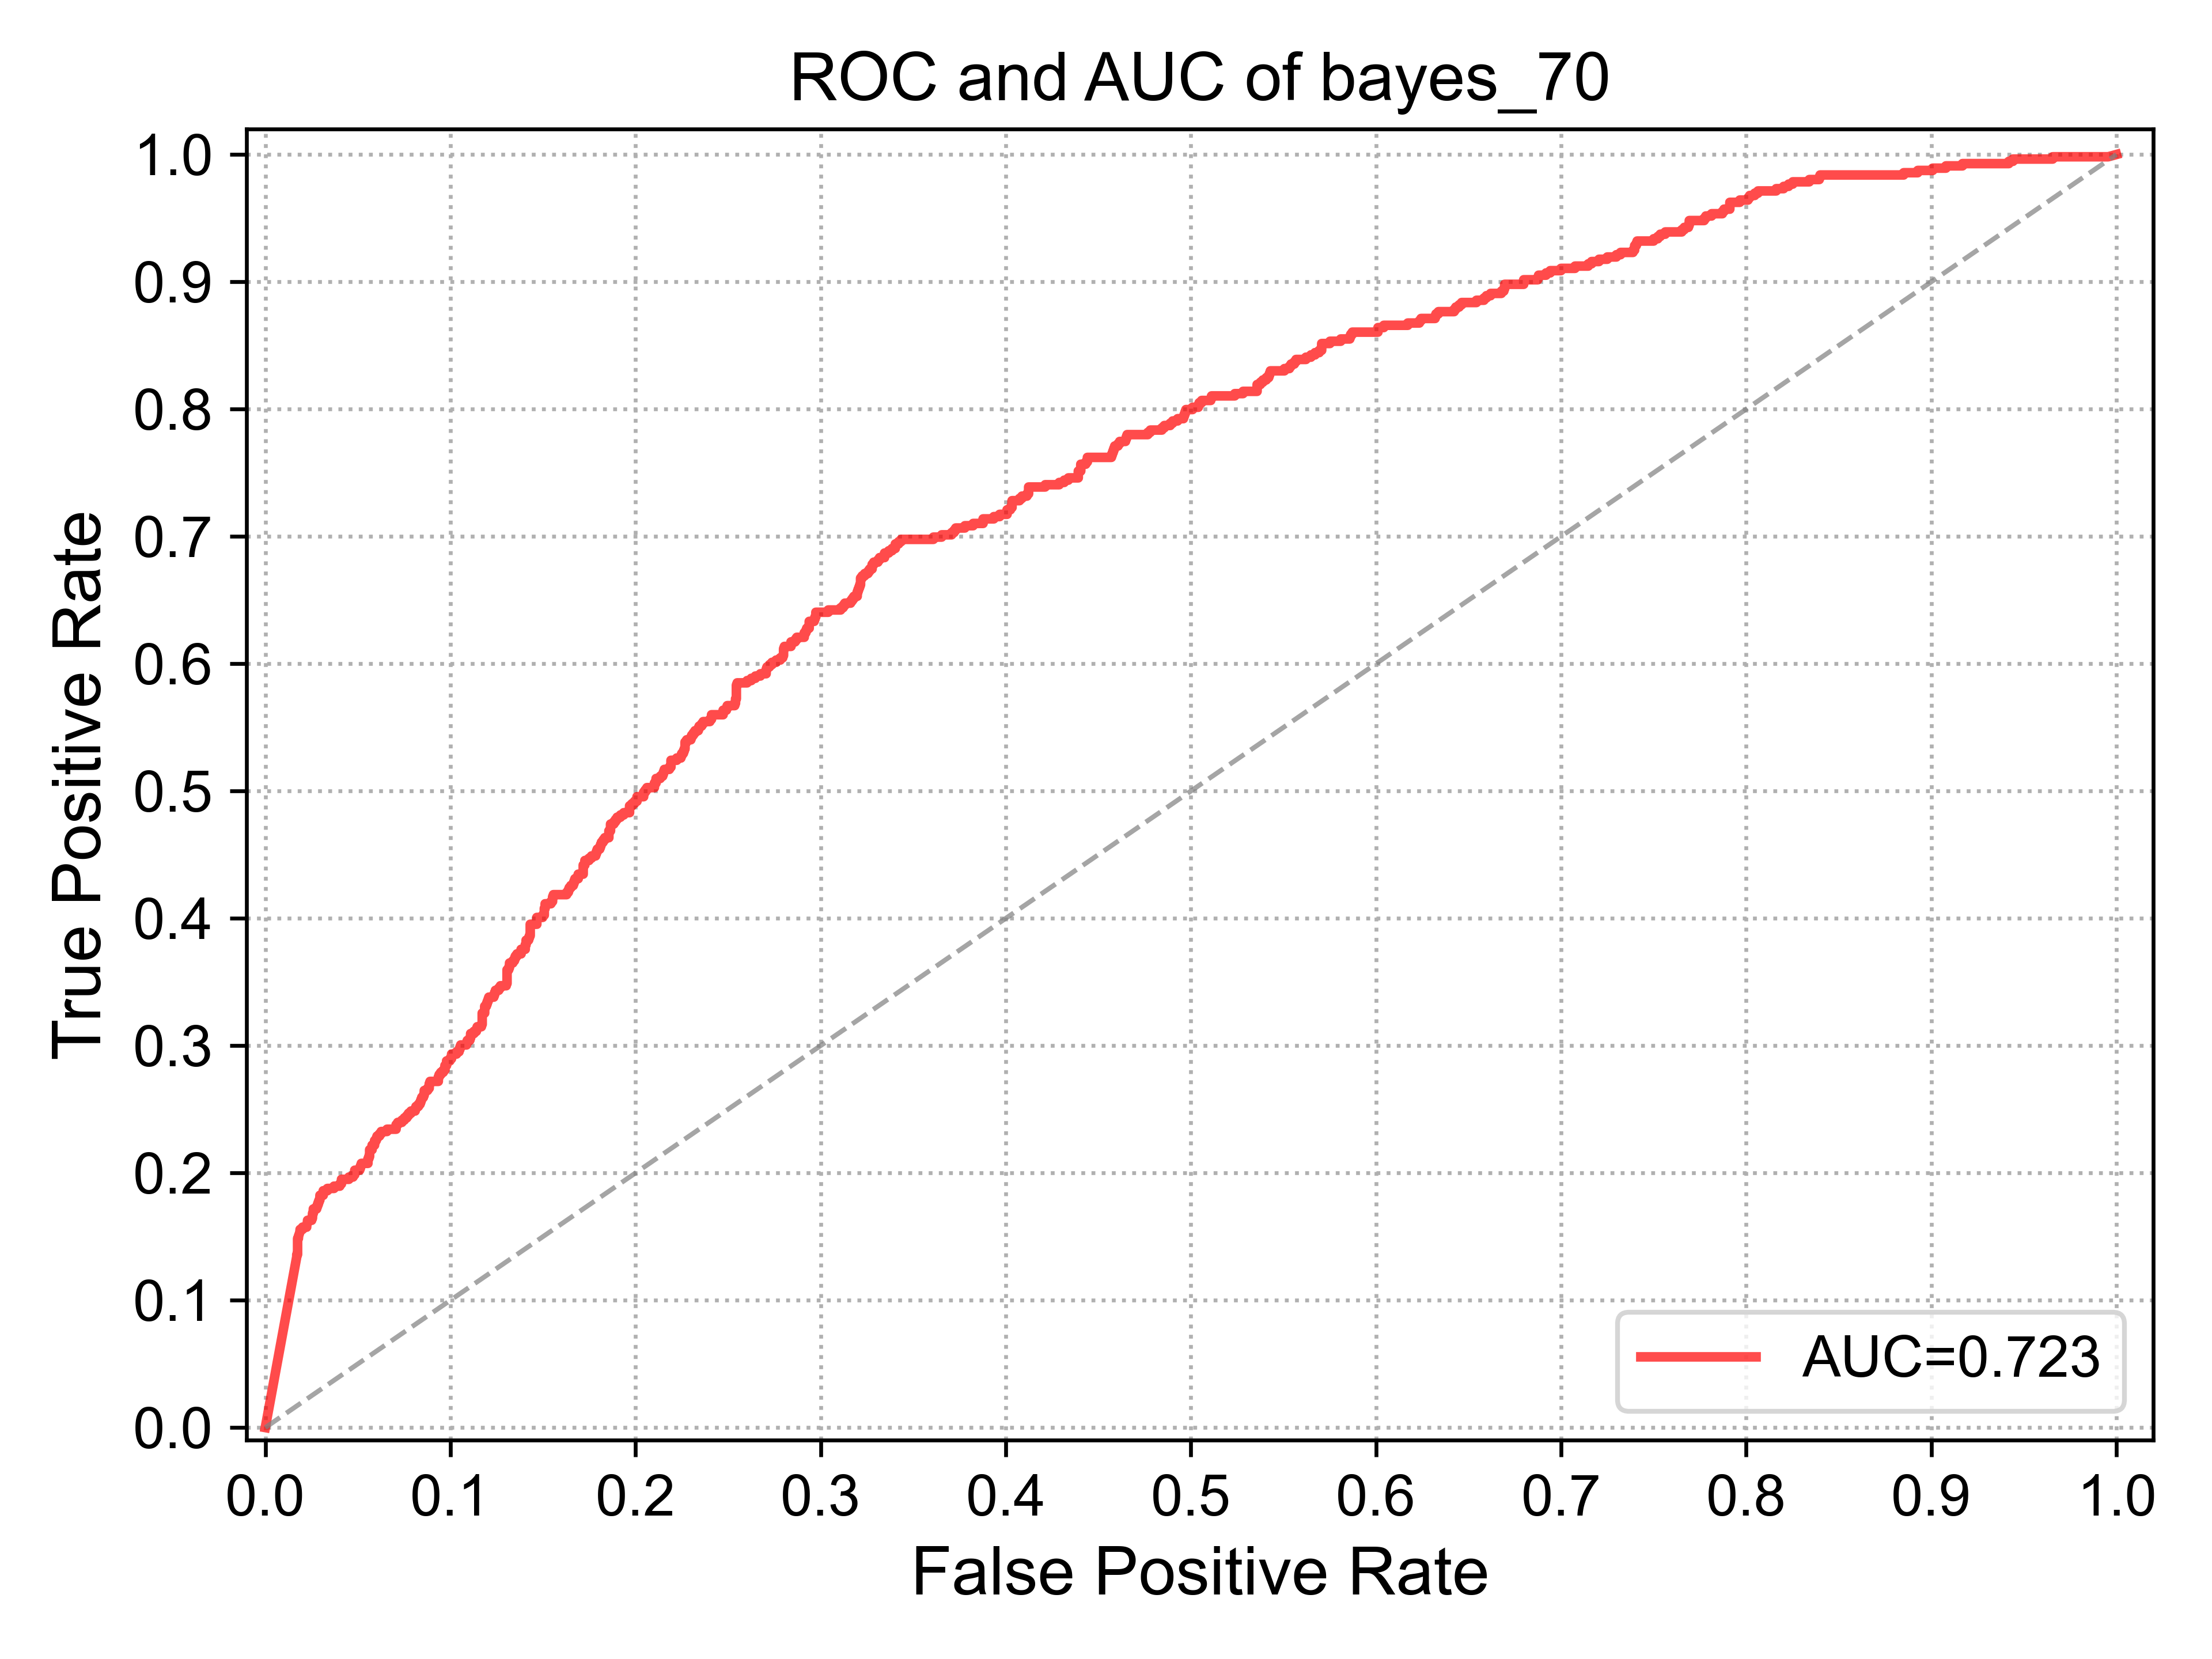 ROC and AUC of bayes_70
True Positive Rate
1.0
0.9
0.8
0.7
0.6
0.5
0.4
0.3
0.2
0.1
0.0
AUC=0.723
0.0 0.1 0.2 0.3 0.4 0.5 0.6 0.7 0.8 0.9 1.0
False Positive Rate